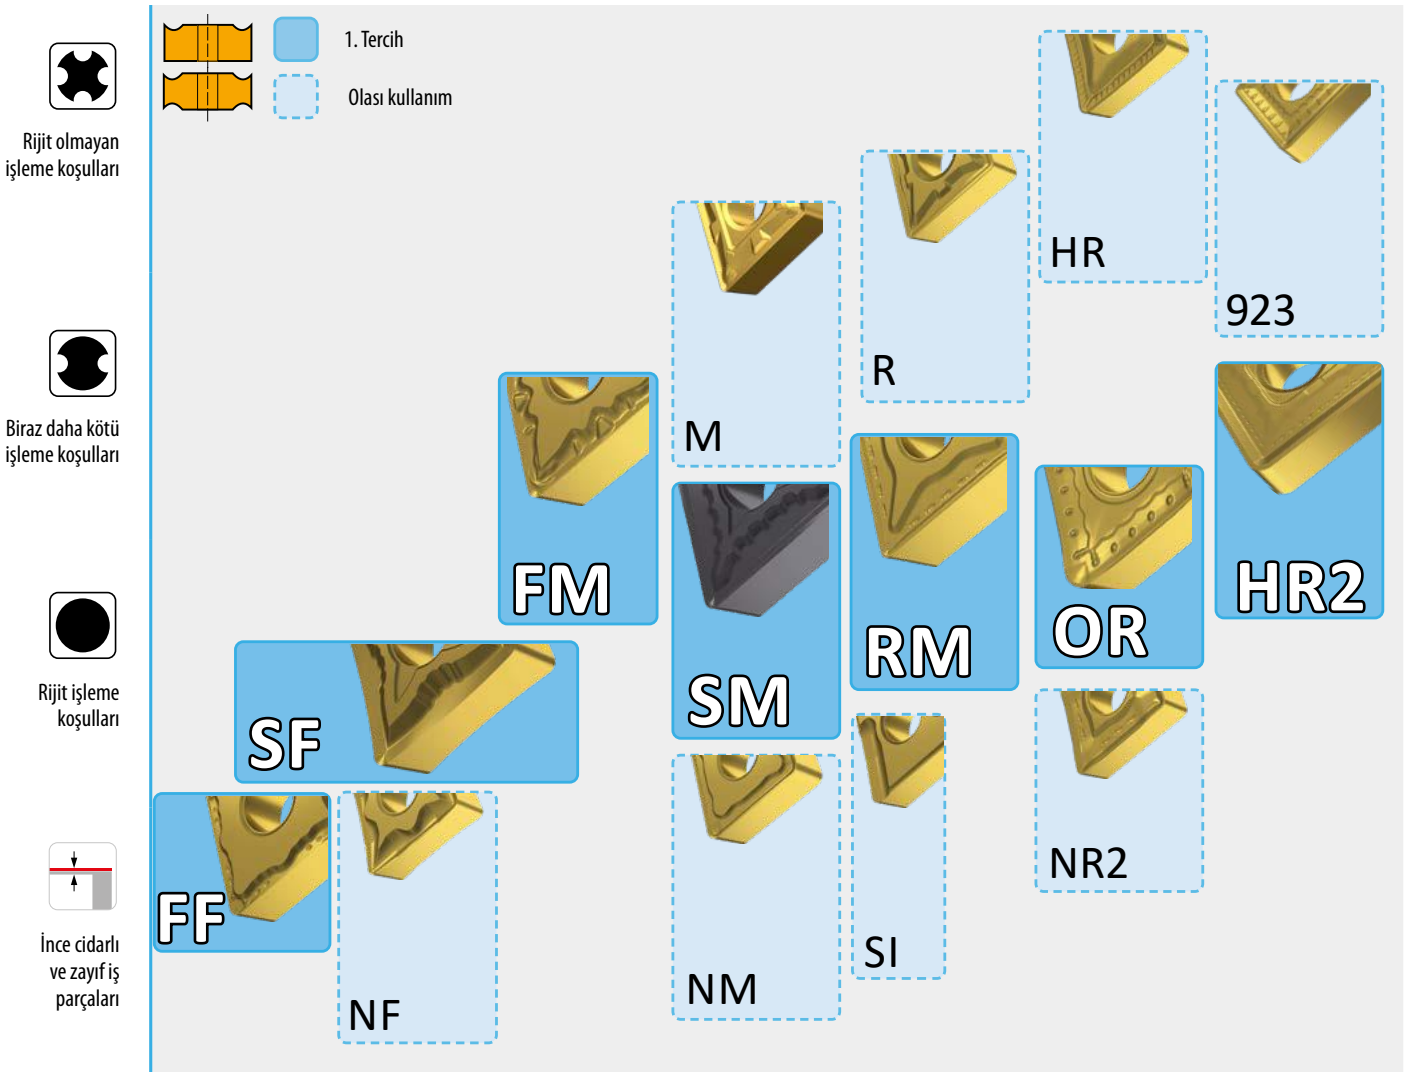 1. Tercih
Olası kullanım
Rijit olmayan
işleme koşulları
Biraz daha kötü
işleme koşulları
Rijit işleme
koşulları
İnce cidarlı
ve zayıf iş
parçaları
HR
923
R
M
FM
HR2
SM
RM
OR
SF
FF
NF
NM
SI
NR2